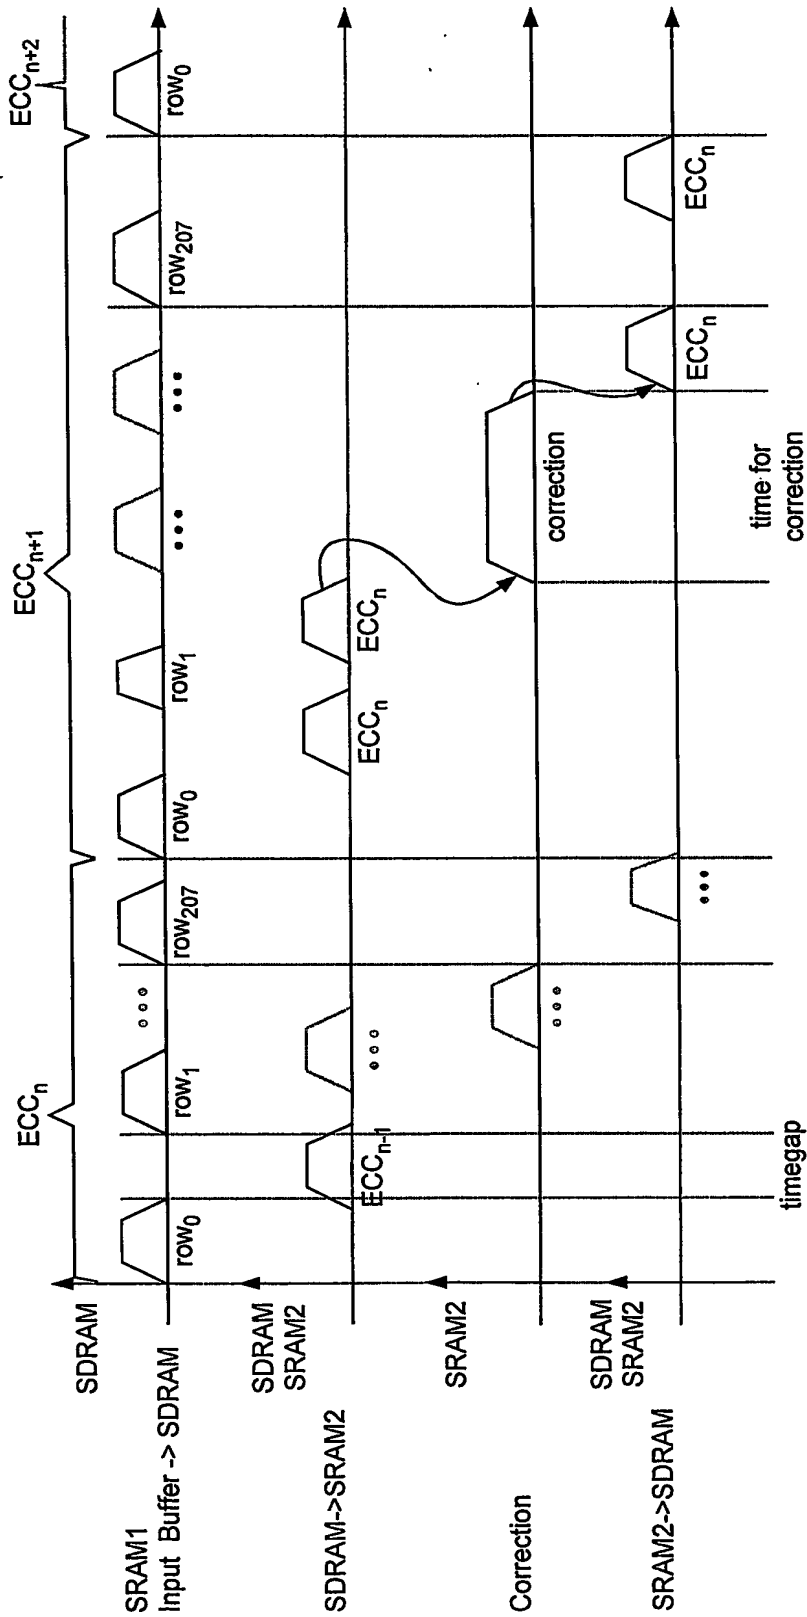 ECCn
ECCn+1
ECCn+2
SDRAM
SRAM1
Input Buffer -> SDRAM
row0
row1
•••
row207
row0
row1
•••
•••
row207
row0
SDRAM
SRAM2
SDRAM->SRAM2
ECCn-1
•••
ECCn
ECCn
SRAM2
Correction
•••
correction
SDRAM
SRAM2
SRAM2->SDRAM
•••
ECCn
ECCn
timegap
time for
correction